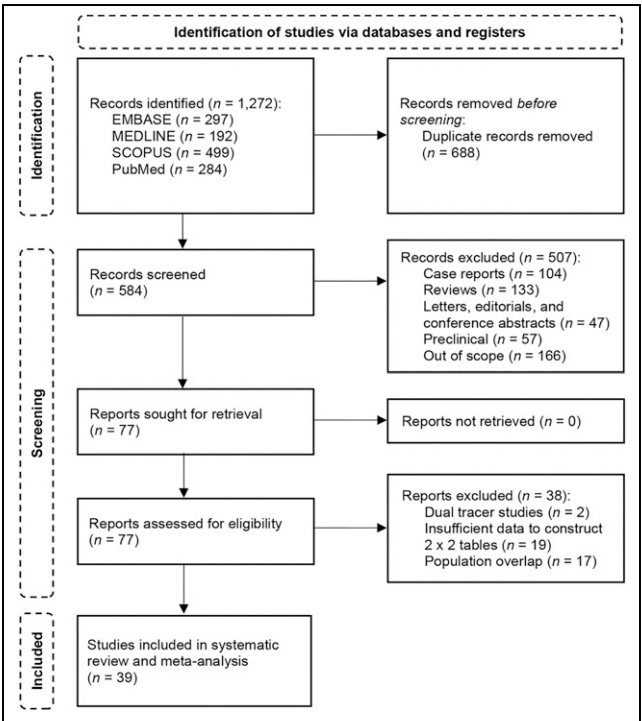 Identification of studies via databases and registers
Identification
Records identified (n = 1,272):
EMBASE (n = 297)
MEDLINE (n = 192)
SCOPUS (n = 499)
PubMed (n = 284)
Records removed before
screening:
Duplicate records removed
(n = 688)
Screening
Records screened
(n = 584)
Records excluded (n = 507):
Case reports (n = 104)
Reviews (n = 133)
Letters, editorials, and
conference abstracts (n = 47)
Preclinical (n = 57)
Out of scope (n = 166)
Reports sought for retrieval
(n = 77)
Reports not retrieved (n = 0)
Reports assessed for eligibility
(n = 77)
Reports excluded (n = 38):
Dual tracer studies (n = 2)
Insufficient data to construct
2 x 2 tables (n = 19)
Population overlap (n = 17)
Included
Studies included in systematic
review and meta-analysis
(n = 39)